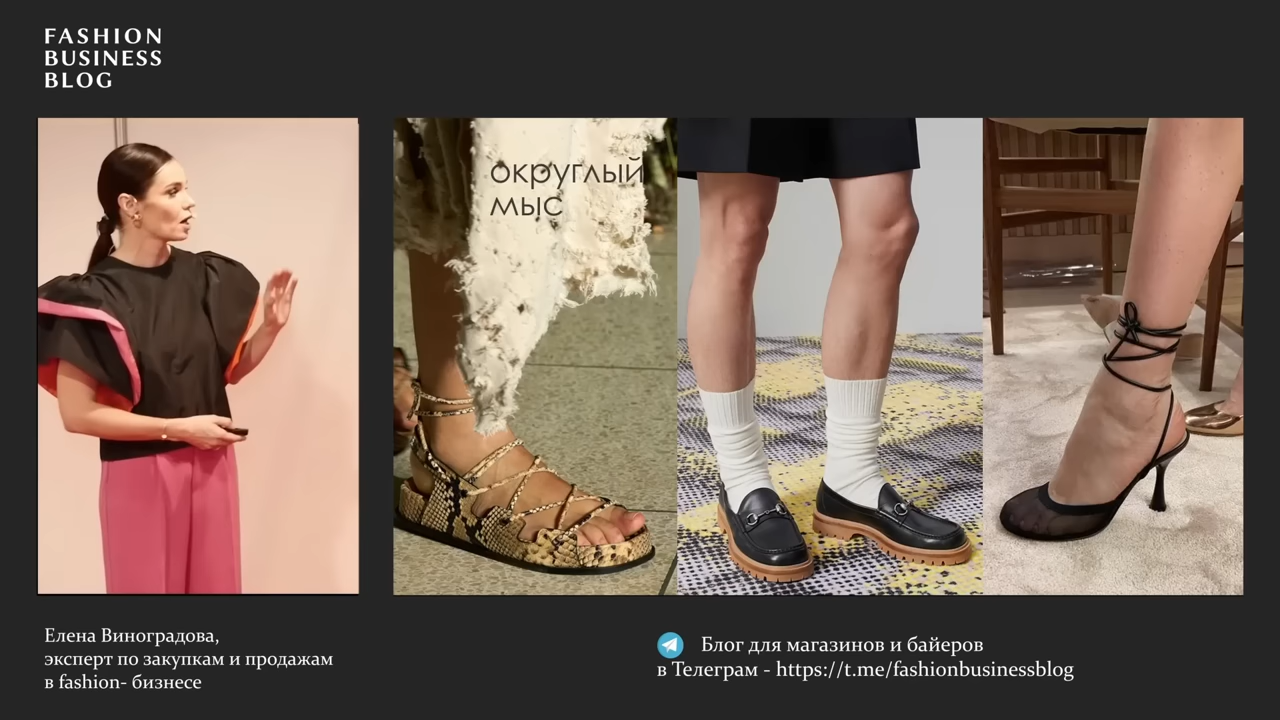 FASHION
BUSINESS
BLOG
округлый
мыс
Елена Виноградова,
эксперт по закупкам и продажам
в fashion- бизнесе
Блог для магазинов и байеров
в Телеграм - https://t.me/fashionbusinessblog